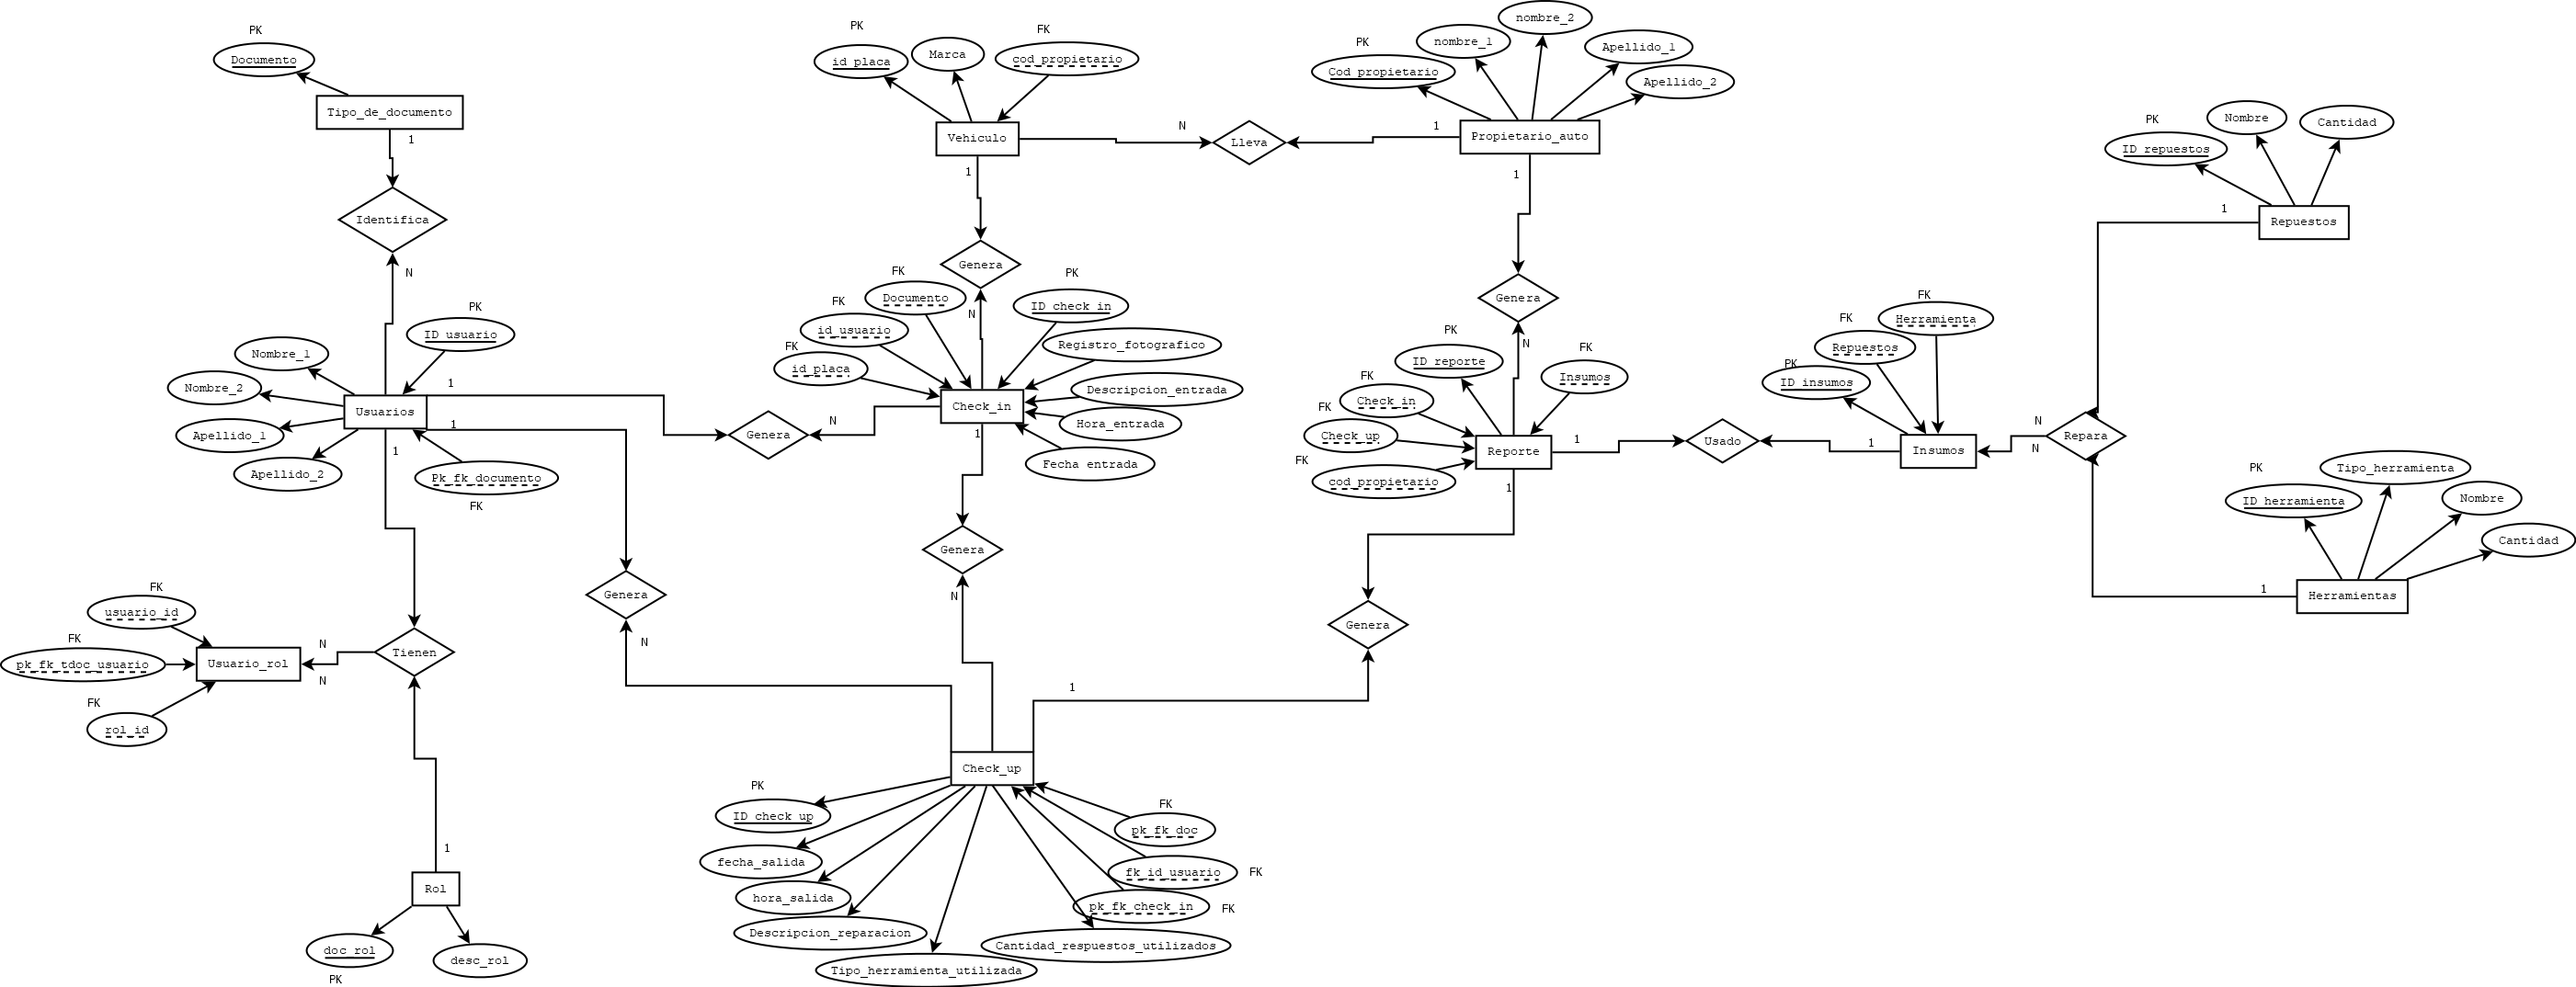 PK
Documento
Tipo_de_documento
1
Identifica
N
PK
ID_usuario
Nombre_1
Nombre_2
Apellido_1
Apellido_2
Usuarios
Pk_fk_documento
FK
1
1
1
FK
usuario_id
FK
pk_fk_tdoc_usuario
FK
rol_id
Usuario_rol
N
N
Tienen
1
Rol
doc_rol
PK
desc_rol
Genera
N
Genera
N
PK
id_placa
Marca
FK
cod_propietario
Vehiculo
1
Genera
N
N
Lleva
1
FK
Documento
FK
id_usuario
FK
id_placa
PK
ID_check_in
Registro_fotografico
Descripcion_entrada
Hora_entrada
Fecha entrada
Check_in
1
Genera
N
1
Check_up
PK
ID_check_up
fecha_salida
hora_salida
Descripcion_reparacion
Tipo_herramienta_utilizada
Cantidad_respuestos_utilizados
FK
pk_fk_doc
fk_id_usuario
FK
pk_fk_check_in
FK
PK
Cod_propietario
nombre_1
nombre_2
Apellido_1
Apellido_2
Propietario_auto
1
Genera
N
PK
ID_reporte
FK
Insumos
FK
Check_in
FK
Check_up
FK
cod_propietario
Reporte
1
1
Genera
Usado
1
FK
Herramienta
FK
Repuestos
PK
ID_insumos
Insumos
N
N
Repara
PK
ID_repuestos
Nombre
Cantidad
Repuestos
1
PK
ID_herramienta
Tipo_herramienta
Nombre
Cantidad
Herramientas
1